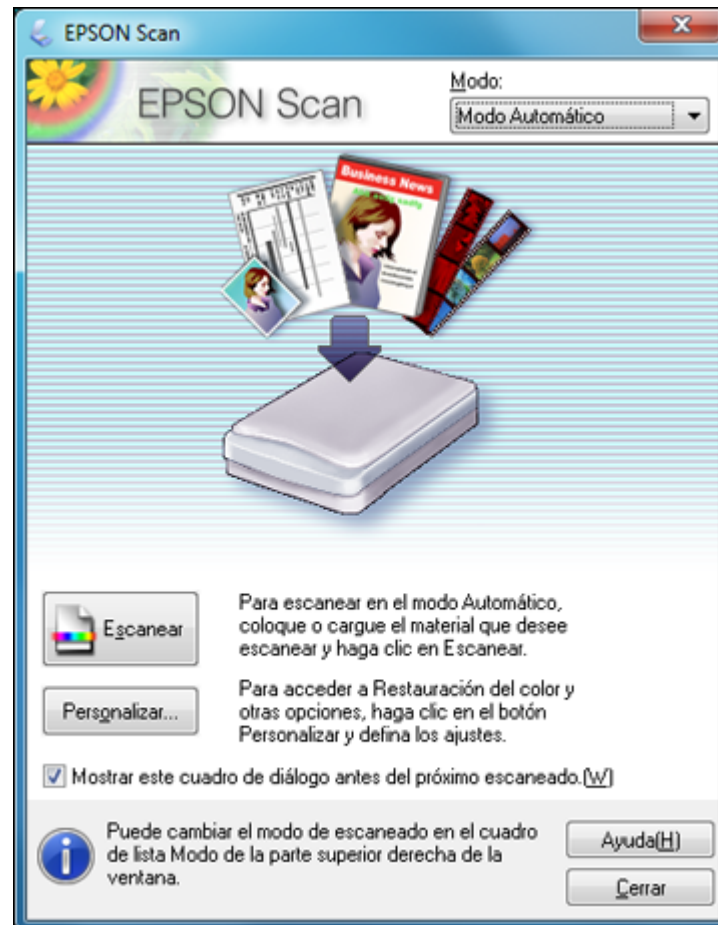 EPSON Scan
EPSON Scan
Modo:
Modo Automático
Business News
Escanear
Para escanear en el modo Automático,
coloque o cargue el material que desee
escanear y haga clic en Escanear.
Personalizar...
Para acceder a Restauración del color y
otras opciones, haga clic en el botón
Personalizar y defina los ajustes.
Mostrar este cuadro de diálogo antes del próximo escaneado.(W)
Puede cambiar el modo de escaneado en el cuadro
de lista Modo de la parte superior derecha de la
ventana.
Ayuda(H)
Cerrar